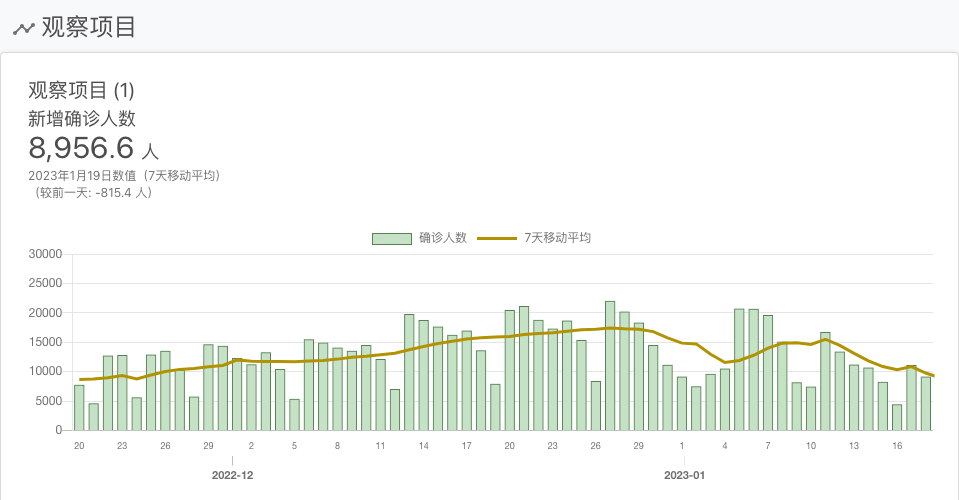 观察项目
观察项目 (1)
新增确诊人数
8,956.6 人
2023年1月19日数值（7天移动平均）
（较前一天: -815.4 人）
确诊人数 7天移动平均
30000
25000
20000
15000
10000
5000
0
20 23 26 29 2 5 8 11 14 17 20 23 26 29 1 4 7 10 13 16
2022-12 2023-01